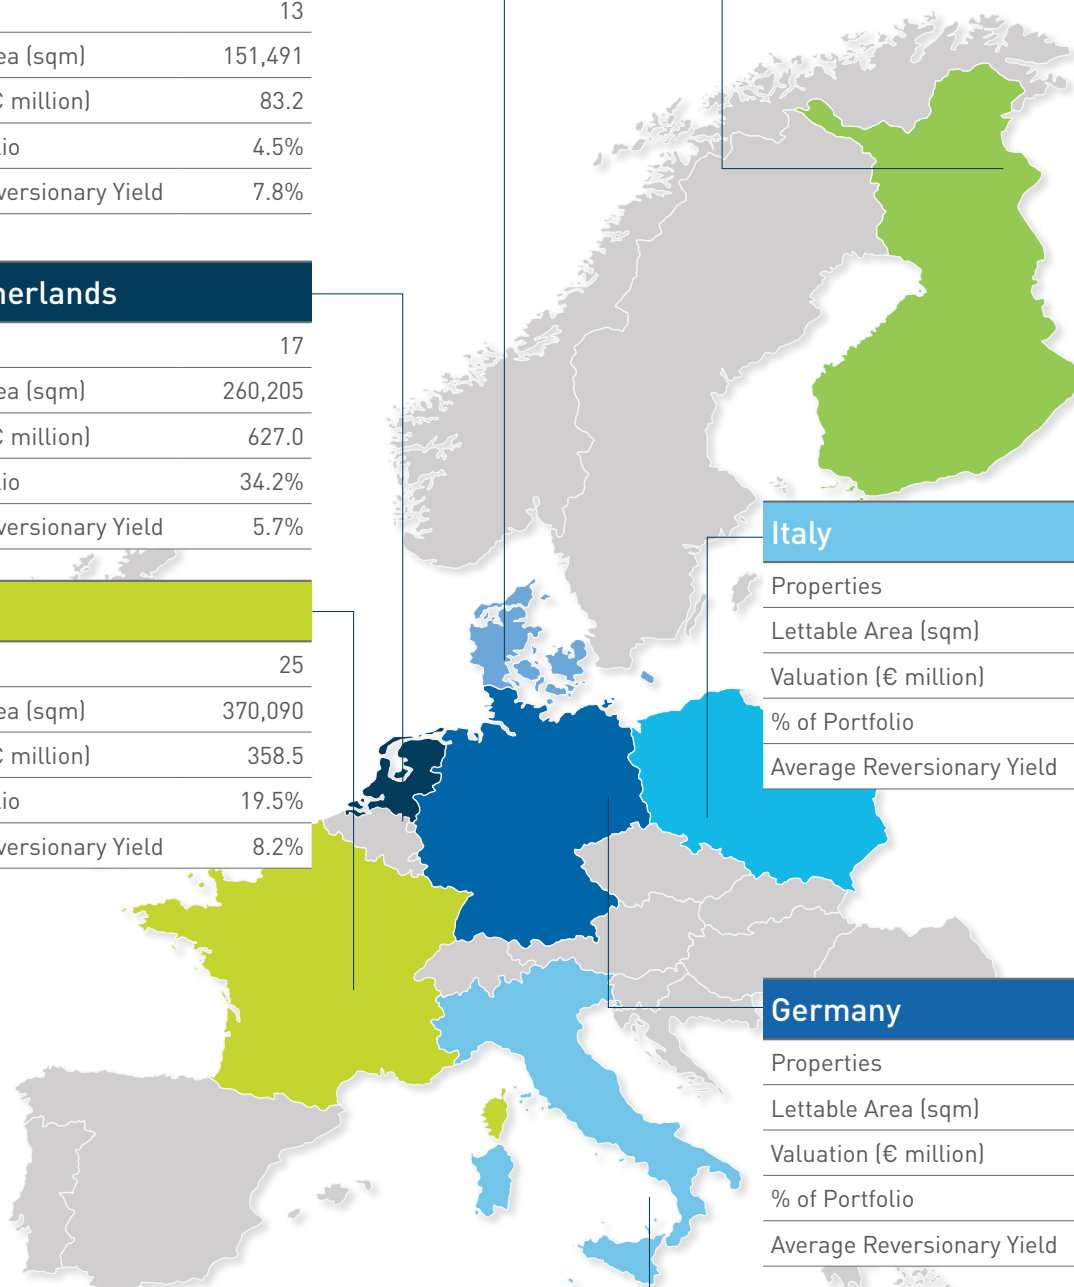 13
ea (sqm) 151,491
€ million) 83.2
io 4.5%
versionary Yield 7.8%
herlands
17
ea (sqm) 260,205
€ million) 627.0
io 34.2%
versionary Yield 5.7%
25
ea (sqm) 370,090
€ million) 358.5
io 19.5%
versionary Yield 8.2%
Italy
Properties
Lettable Area (sqm)
Valuation (€ million)
% of Portfolio
Average Reversionary Yield
Germany
Properties
Lettable Area (sqm)
Valuation (€ million)
% of Portfolio
Average Reversionary Yield